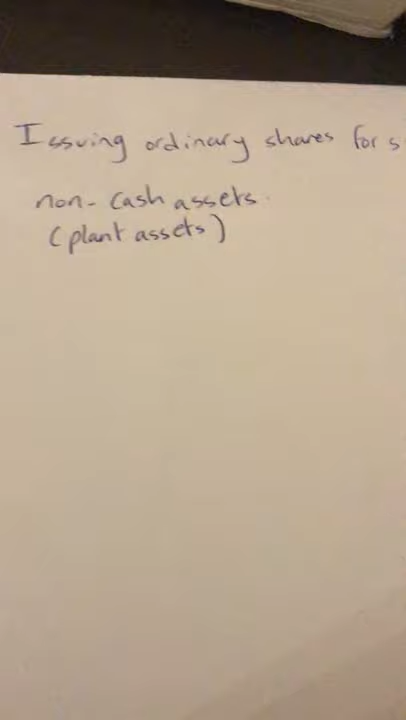 Issuing ordinary shares for
non-cash assets.
(plant assets)